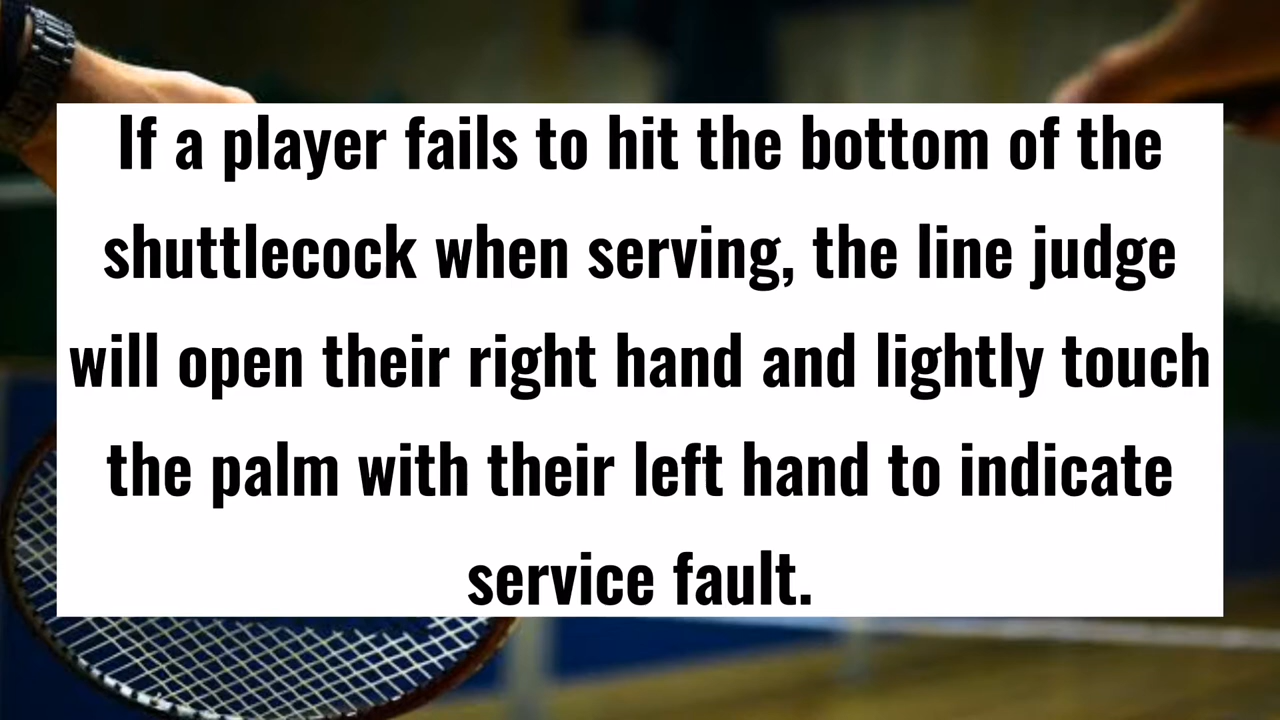 If a player fails to hit the bottom of the
shuttlecock when serving, the line judge
will open their right hand and lightly touch
the palm with their left hand to indicate
service fault.